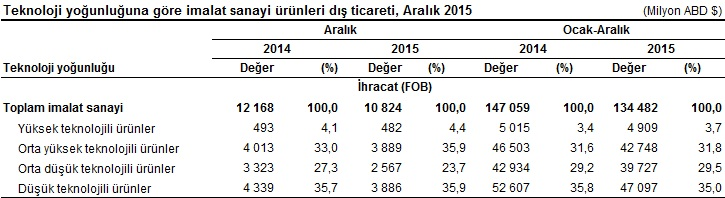 Teknoloji yoğunluğuna göre imalat sanayi ürünleri dış ticareti, Aralık 2015 (Milyon ABD $)
Aralık Ocak-Aralık
2014 2015 2014 2015
Teknoloji yoğunluğu Değer (%) Değer (%) Değer (%) Değer (%)
İhracat (FOB)
Toplam imalat sanayi 12 168 100,0 10 824 100,0 147 059 100,0 134 482 100,0
Yüksek teknolojili ürünler 493 4,1 482 4,4 5 015 3,4 4 909 3,7
Orta yüksek teknolojili ürünler 4 013 33,0 3 889 35,9 46 503 31,6 42 748 31,8
Orta düşük teknolojili ürünler 3 323 27,3 2 567 23,7 42 934 29,2 39 727 29,5
Düşük teknolojili ürünler 4 339 35,7 3 886 35,9 52 607 35,8 47 097 35,0